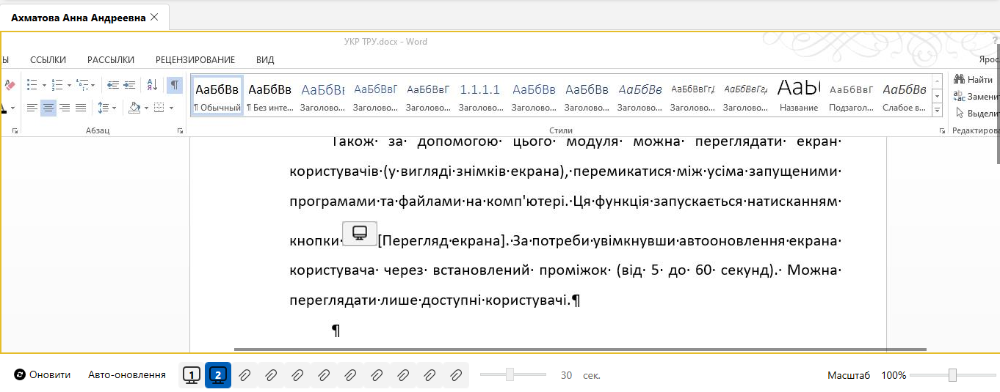 Ахматова Анна Андреевна
УКР ТРУ.docx - Word
?
Ы ССЫЛКИ РАССЫЛКИ РЕЦЕНЗИРОВАНИЕ ВИД Яросл
АаБбВв АаБбВв АаБбВв АаБбВвГ АаБбВвГ 1.1.1.1 АаБбВв АаБбВв АаБбВв АаБбВвГд АаБбВвГд АаБб АаБбВвГ АаБбВв Найти
¶ Обычный ¶ Без инте... Заголово... Заголово... Заголово... Заголово... Заголово... Заголово... Заголово... Заголово... Заголово... Название Подзагол... Слабое в... Заменит
Выделит
Абзац Стили Редактирова
Також за допомогою цього модуля можна переглядати екран
користувачів (у вигляді знімків екрана), перемикатися між усіма запущеними
програмами та файлами на комп'ютері. Ця функція запускається натисканням
кнопки [Перегляд екрана]. За потреби увімкнувши автооновлення екрана
користувача через встановлений проміжок (від 5 до 60 секунд). Можна
переглядати лише доступні користувачі.¶
¶
Оновити Авто-оновлення 1 2 30 сек. Масштаб 100%